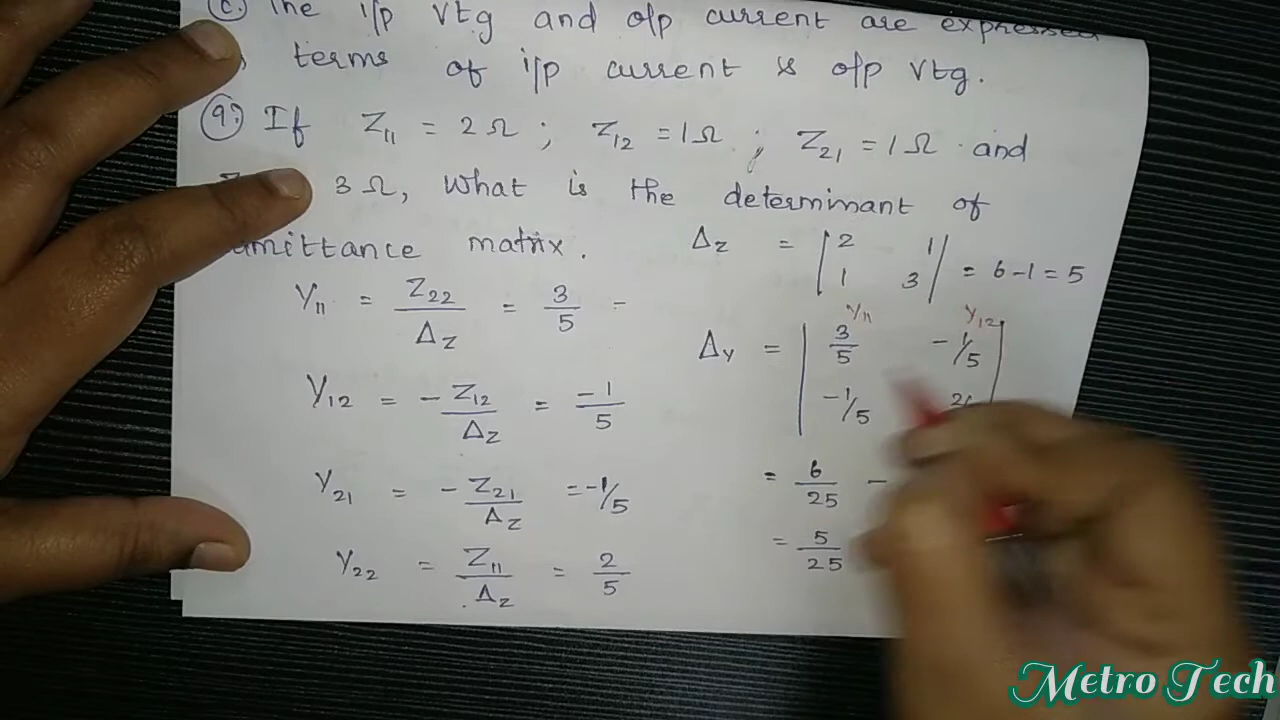 C. The i/p Vtg and o/p current are expressed
terms of i/p current & o/p Vtg.
9) If Z11 = 2Ω ; Z12 = 1Ω ; Z21 = 1Ω and
3Ω, What is the determinant of
matrix.
ΔZ = |2 1; 1 3| = 6-1 = 5
Y11 = Z22/ΔZ = 3/5 =
Y11 Y12
ΔY = |3/5 -1/5; -1/5
Y12 = -Z12/ΔZ = -1/5
Y21 = -Z21/ΔZ = -1/5
= 6/25 -
= 5/25
Y22 = Z11/ΔZ = 2/5
Metro Tech